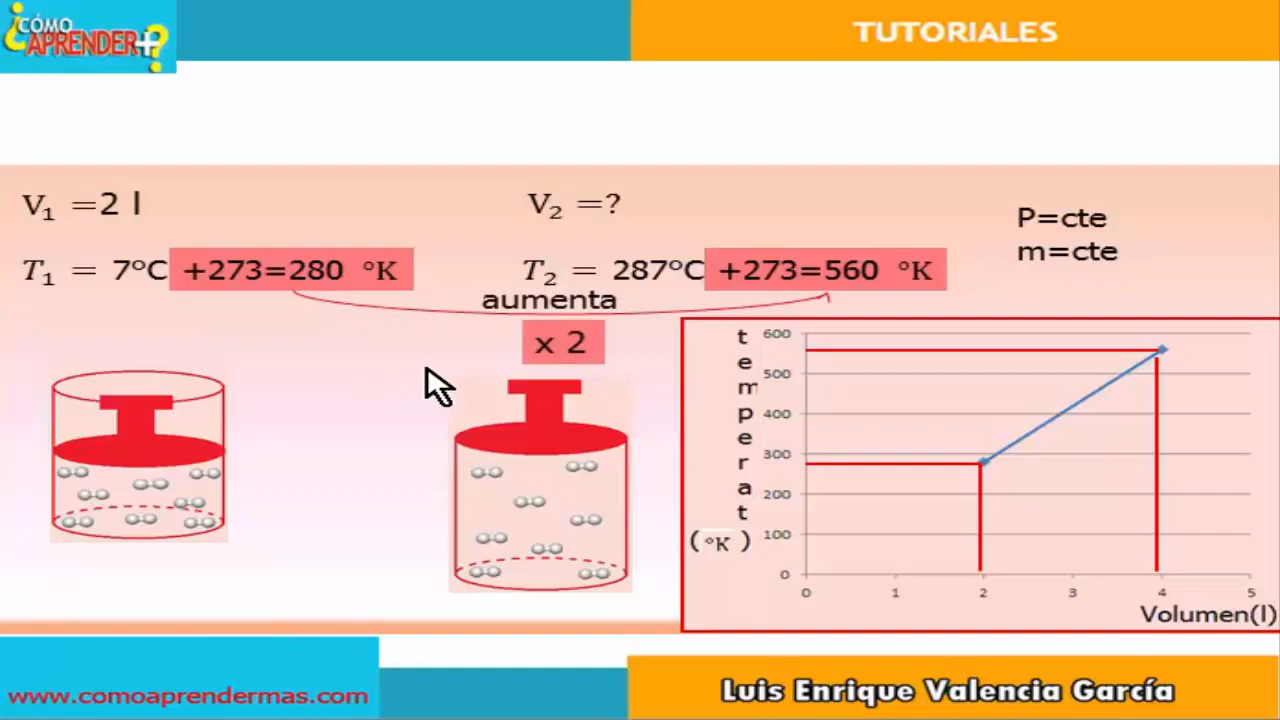 ¿CÓMO
APRENDER+?
TUTORIALES
V₁ =2 l
V₂ =?
P=cte
m=cte
T₁ = 7°C +273=280 °K
T₂ = 287°C +273=560 °K
aumenta
x 2
temperat
(°K)
600
500
400
300
200
100
0
0 1 2 3 4 5
Volumen(l)
www.comoaprendermas.com
Luis Enrique Valencia García